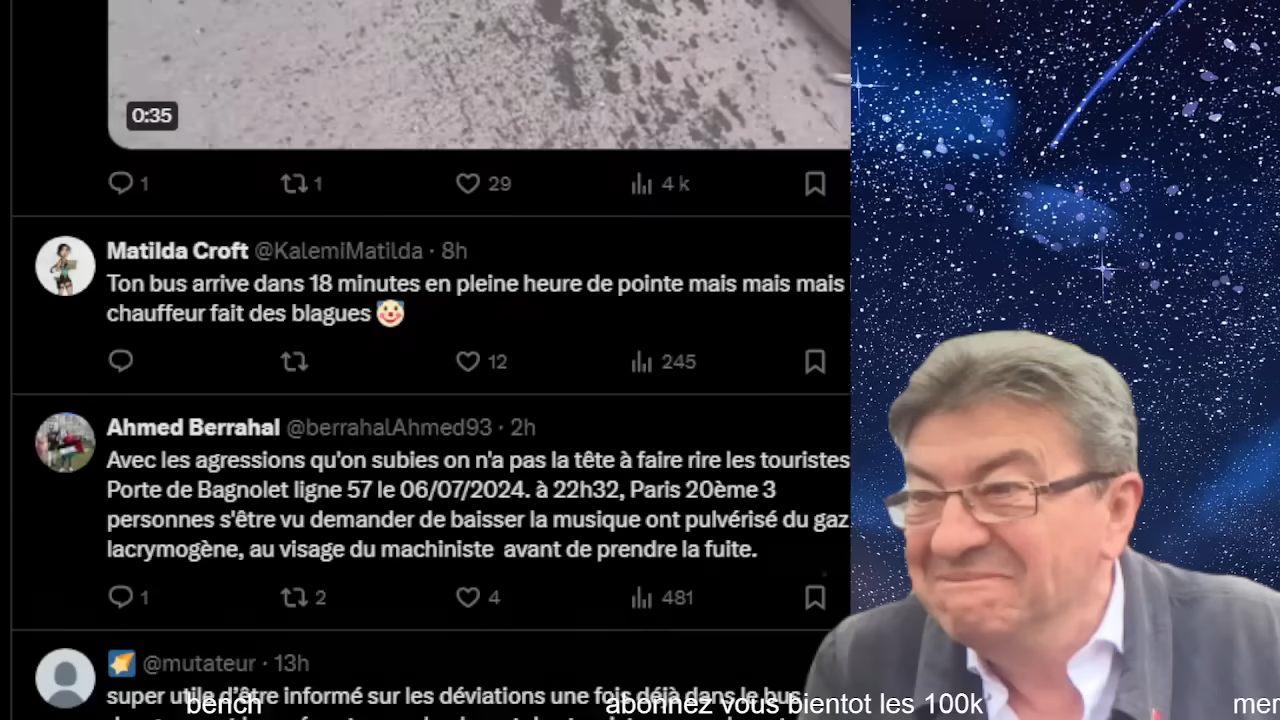 0:35
1 1 29 4 k
Matilda Croft @KalemiMatilda · 8h
Ton bus arrive dans 18 minutes en pleine heure de pointe mais mais mais
chauffeur fait des blagues 🤡
12 245
Ahmed Berrahal @berrahalAhmed93 · 2h
Avec les agressions qu'on subies on n'a pas la tête à faire rire les touristes
Porte de Bagnolet ligne 57 le 06/07/2024. à 22h32, Paris 20ème 3
personnes s'être vu demander de baisser la musique ont pulvérisé du gaz
lacrymogène, au visage du machiniste avant de prendre la fuite.
1 2 4 481
@mutateur · 13h
super utile d'être informé sur les déviations une fois déjà dans le bus
bench abonnez vous bientot les 100k mer